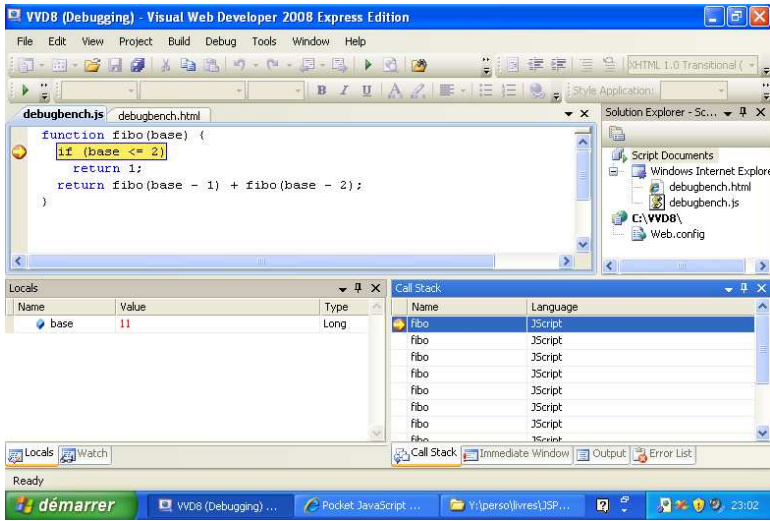 VVD8 (Debugging) - Visual Web Developer 2008 Express Edition
File Edit View Project Build Debug Tools Window Help
XHTML 1.0 Transitional (
B I U A Style Application:
debugbench.js debugbench.html
Solution Explorer - Sc...
function fibo(base) {
if (base <= 2)
return 1;
return fibo(base - 1) + fibo(base - 2);
}
Script Documents
Windows Internet Explore
debugbench.html
debugbench.js
C:\VVD8\
Web.config
Locals
Name Value Type
base 11 Long
Call Stack
Name Language
fibo JScript
fibo JScript
fibo JScript
fibo JScript
fibo JScript
fibo JScript
fibo JScript
fibo JScript
Locals Watch
Call Stack Immediate Window Output Error List
Ready
démarrer VVD8 (Debugging) ... Pocket JavaScript ... Y:\perso\livres\JSP... 23:02